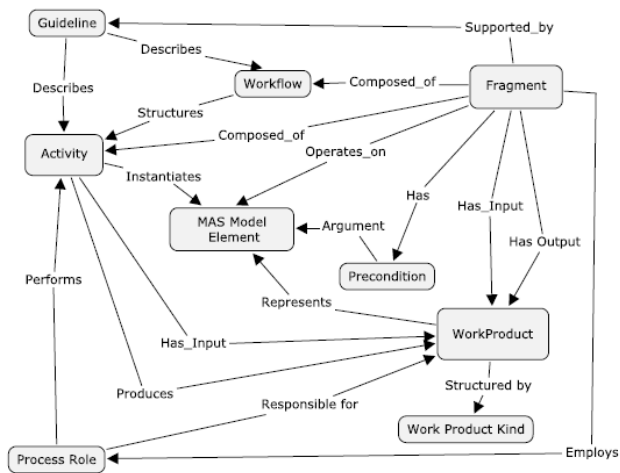 Guideline
Supported_by
Describes
Describes
Workflow
Composed_of
Fragment
Structures
Composed_of
Activity
Operates_on
Instantiates
Has
Has_Input
MAS Model
Element
Argument
Has Output
Precondition
Performs
Represents
Has_Input
WorkProduct
Produces
Responsible for
Structured by
Work Product Kind
Process Role
Employs